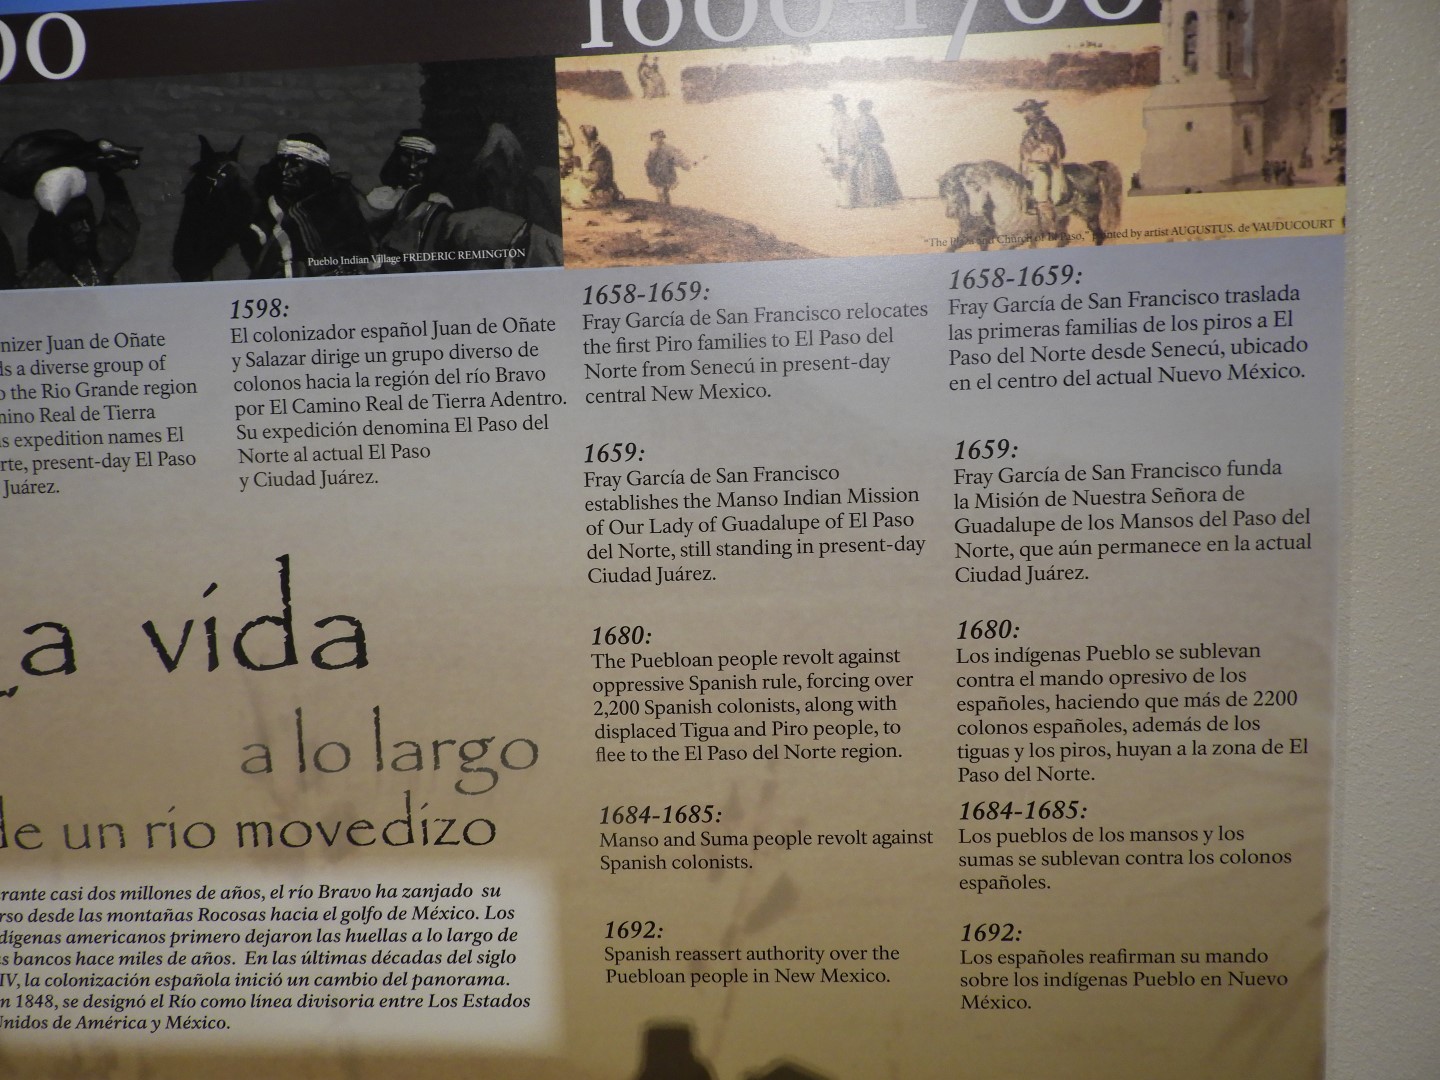 00
1600-1700
Pueblo Indian Village FREDERIC REMINGTON
"The Plaza and Church of El Paso," painted by artist AUGUSTUS. de VAUDUCOURT
nizer Juan de Oñate
ds a diverse group of
o the Rio Grande region
mino Real de Tierra
s expedition names El
rte, present-day El Paso
Juárez.
1598:
El colonizador español Juan de Oñate
y Salazar dirige un grupo diverso de
colonos hacia la región del río Bravo
por El Camino Real de Tierra Adentro.
Su expedición denomina El Paso del
Norte al actual El Paso
y Ciudad Juárez.
La vida
a lo largo
de un río movedizo
rante casi dos millones de años, el río Bravo ha zanjado su
rso desde las montañas Rocosas hacia el golfo de México. Los
dígenas americanos primero dejaron las huellas a lo largo de
s bancos hace miles de años. En las últimas décadas del siglo
IV, la colonización española inició un cambio del panorama.
n 1848, se designó el Río como línea divisoria entre Los Estados
Unidos de América y México.
1658-1659:
Fray García de San Francisco relocates
the first Piro families to El Paso del
Norte from Senecú in present-day
central New Mexico.
1659:
Fray García de San Francisco
establishes the Manso Indian Mission
of Our Lady of Guadalupe of El Paso
del Norte, still standing in present-day
Ciudad Juárez.
1680:
The Puebloan people revolt against
oppressive Spanish rule, forcing over
2,200 Spanish colonists, along with
displaced Tigua and Piro people, to
flee to the El Paso del Norte region.
1684-1685:
Manso and Suma people revolt against
Spanish colonists.
1692:
Spanish reassert authority over the
Puebloan people in New Mexico.
1658-1659:
Fray García de San Francisco traslada
las primeras familias de los piros a El
Paso del Norte desde Senecú, ubicado
en el centro del actual Nuevo México.
1659:
Fray García de San Francisco funda
la Misión de Nuestra Señora de
Guadalupe de los Mansos del Paso del
Norte, que aún permanece en la actual
Ciudad Juárez.
1680:
Los indígenas Pueblo se sublevan
contra el mando opresivo de los
españoles, haciendo que más de 2200
colonos españoles, además de los
tiguas y los piros, huyan a la zona de El
Paso del Norte.
1684-1685:
Los pueblos de los mansos y los
sumas se sublevan contra los colonos
españoles.
1692:
Los españoles reafirman su mando
sobre los indígenas Pueblo en Nuevo
México.